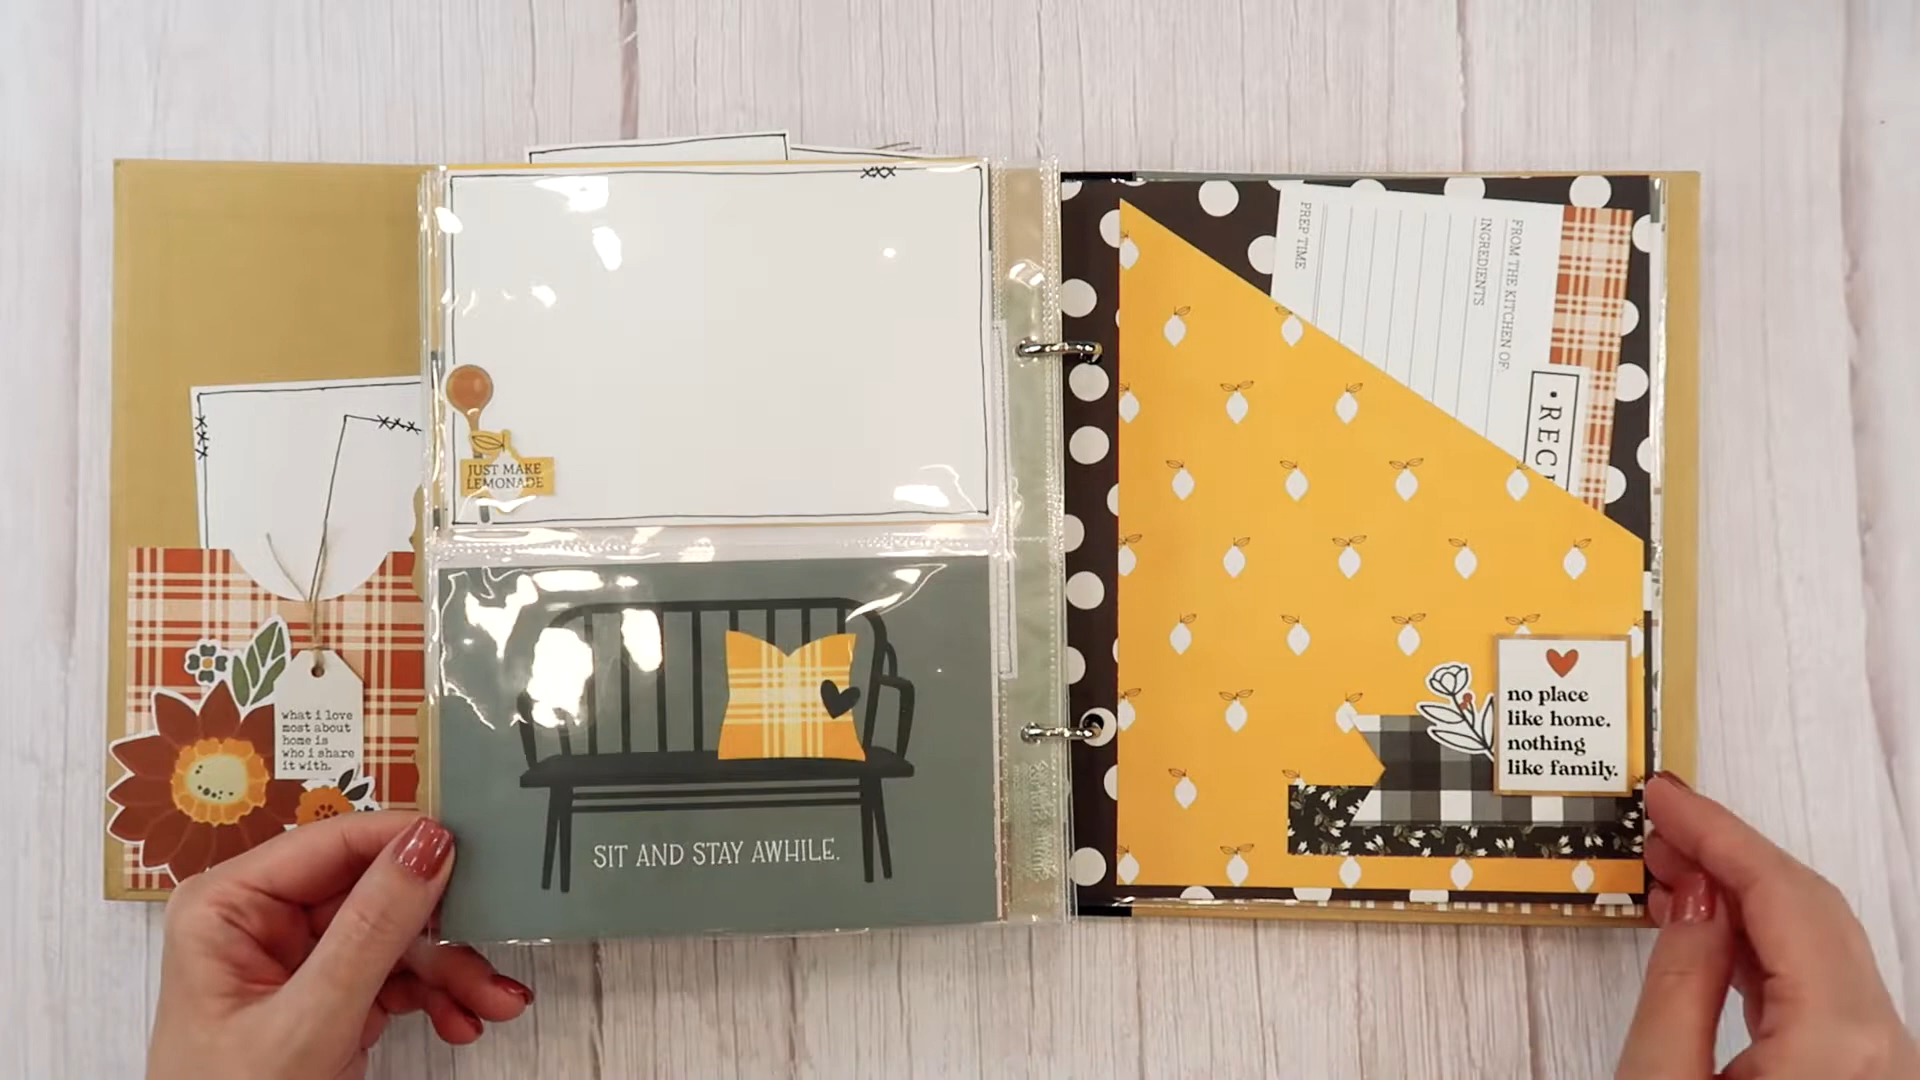 JUST MAKE
LEMONADE
what i love
most about
home is
who i share
it with.
SIT AND STAY AWHILE.
FROM THE KITCHEN OF:
INGREDIENTS
PREP TIME
•REC
no place
like home.
nothing
like family.